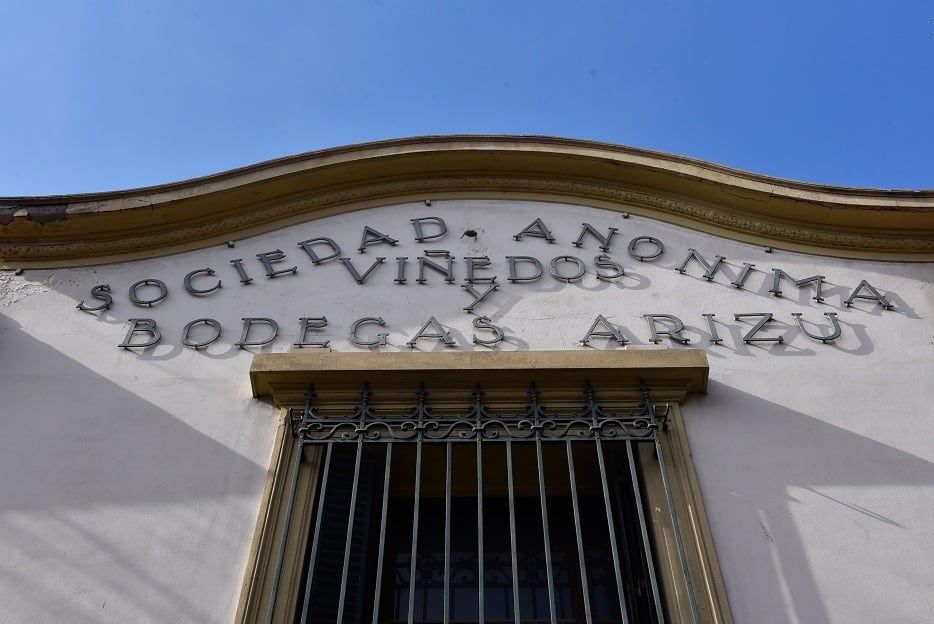 SOCIEDAD ANONIMA
VIÑEDOS
Y
BODEGAS ARIZU